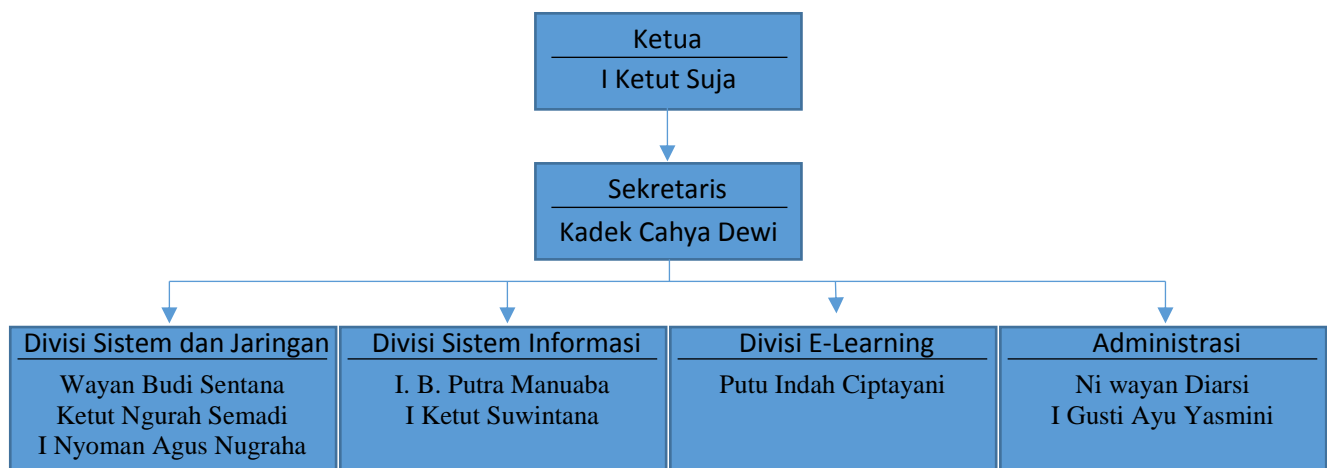 Ketua
I Ketut Suja
Sekretaris
Kadek Cahya Dewi
Divisi Sistem dan Jaringan
Wayan Budi Sentana
Ketut Ngurah Semadi
I Nyoman Agus Nugraha
Divisi Sistem Informasi
I. B. Putra Manuaba
I Ketut Suwintana
Divisi E-Learning
Putu Indah Ciptayani
Administrasi
Ni wayan Diarsi
I Gusti Ayu Yasmini